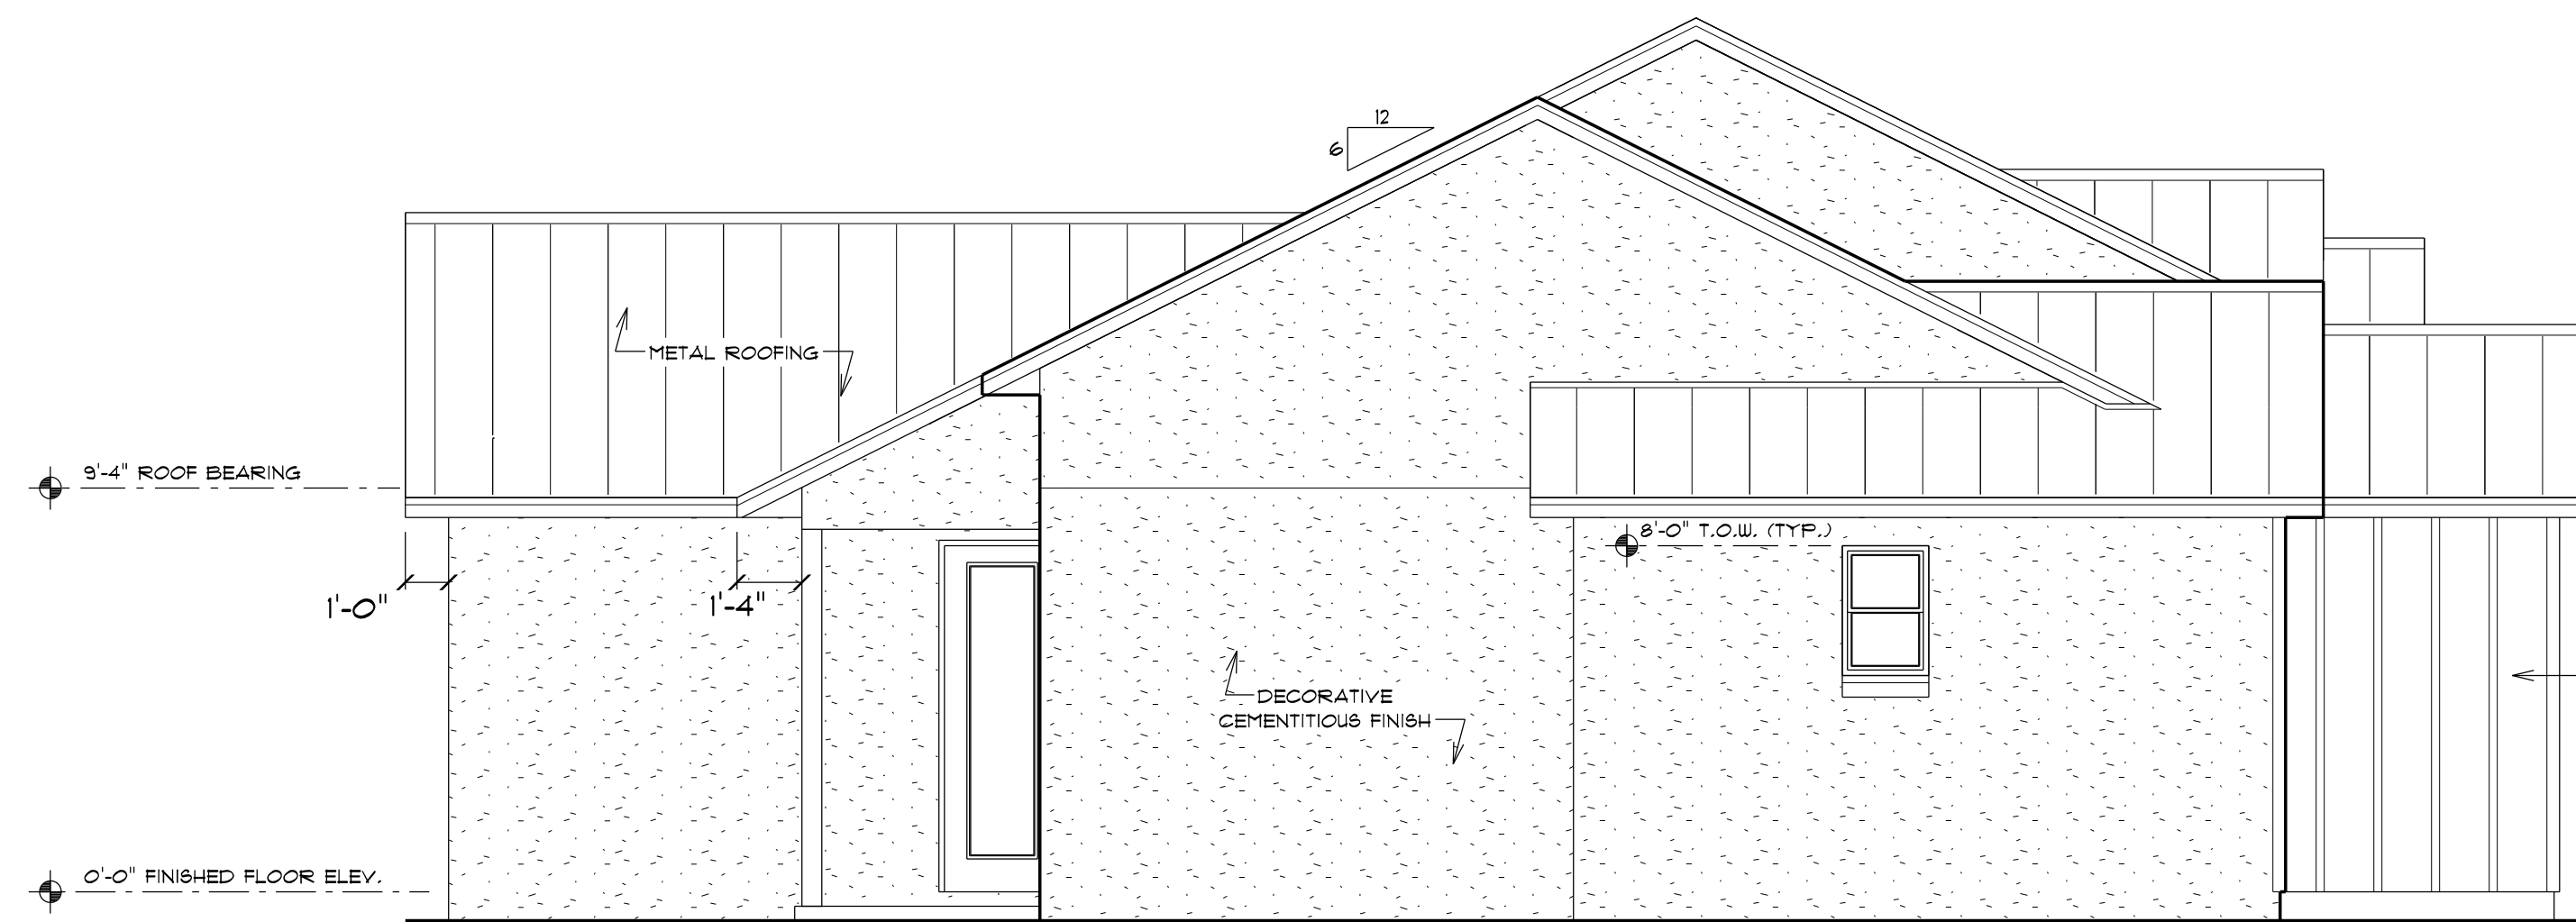 12
6
METAL ROOFING
9'-4" ROOF BEARING
8'-0" T.O.W. (TYP.)
1'-0"
1'-4"
DECORATIVE
CEMENTITIOUS FINISH
0'-0" FINISHED FLOOR ELEV.